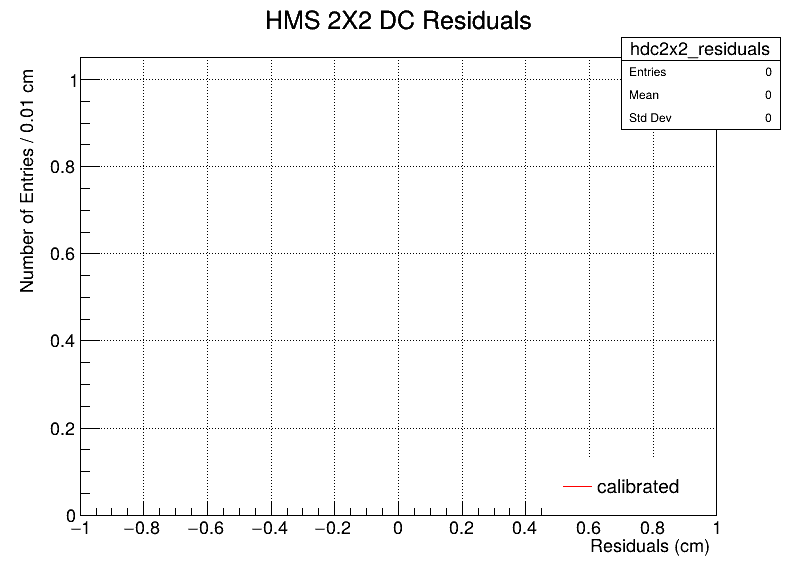 HMS 2X2 DC Residuals
hdc2x2_residuals
Entries 0
Mean 0
Std Dev 0
Number of Entries / 0.01 cm
1
0.8
0.6
0.4
0.2
0
calibrated
−1 −0.8 −0.6 −0.4 −0.2 0 0.2 0.4 0.6 0.8 1
Residuals (cm)